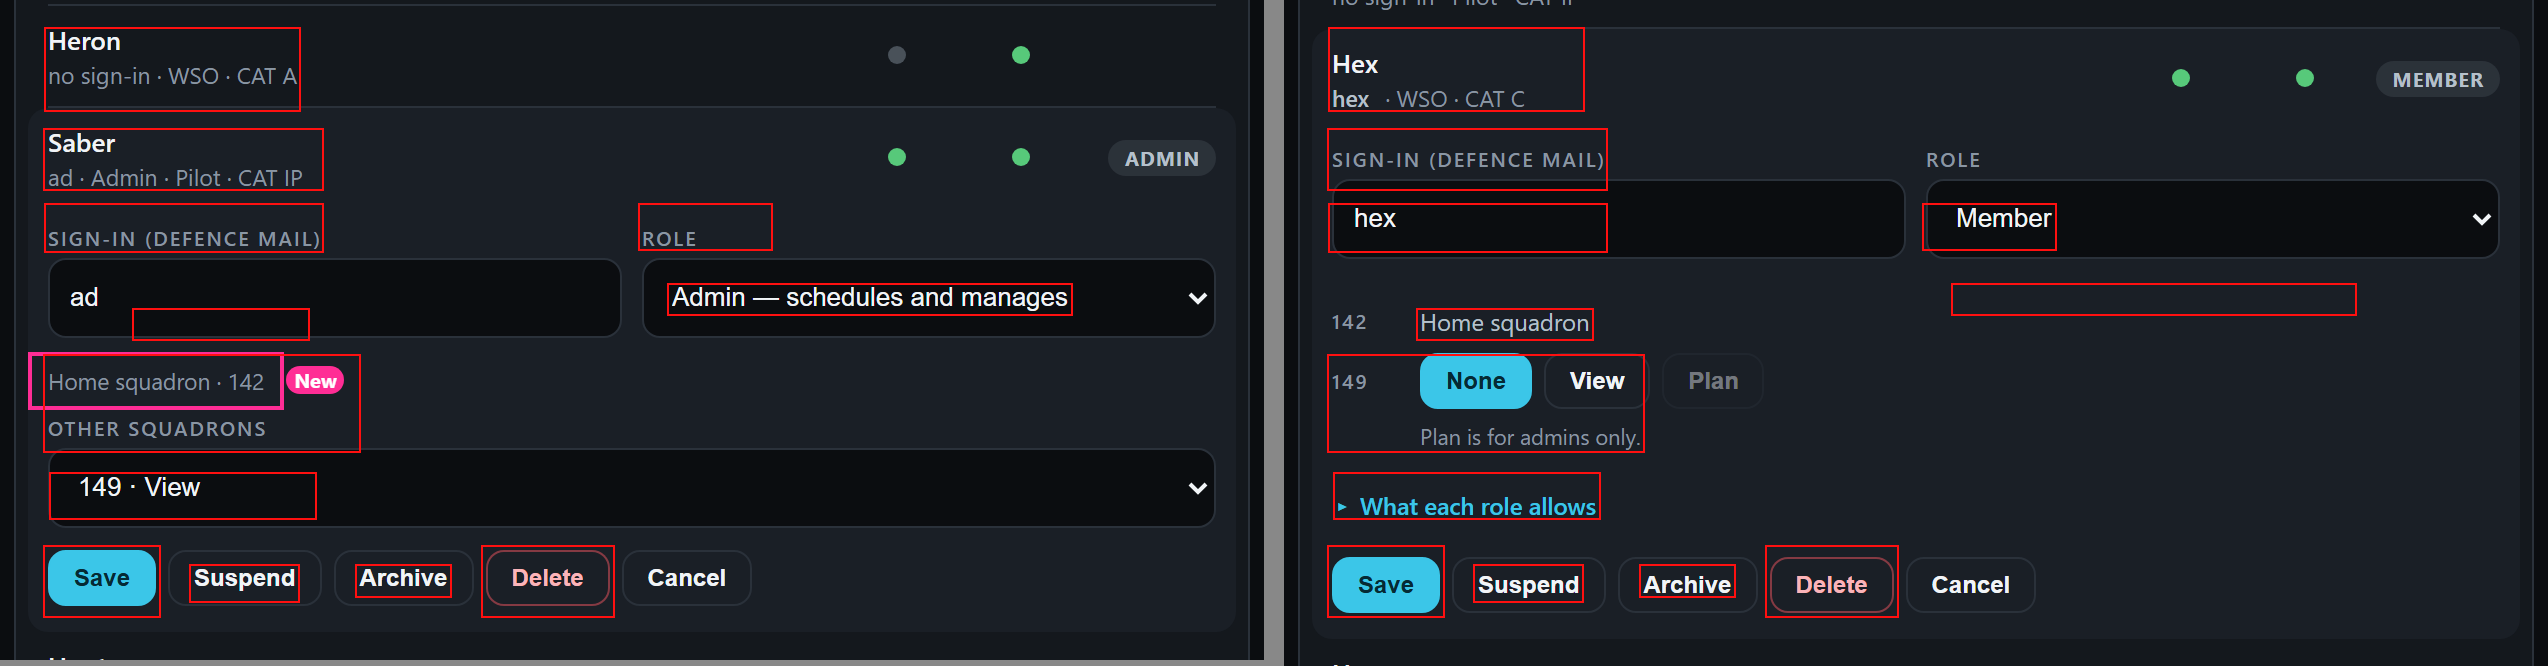 Heron
no sign-in · WSO · CAT A
Saber
ad · Admin · Pilot · CAT IP
ADMIN
SIGN-IN (DEFENCE MAIL)
ROLE
ad
Admin — schedules and manages
Home squadron · 142
New
OTHER SQUADRONS
149 · View
Save
Suspend
Archive
Delete
Cancel
Hex
hex · WSO · CAT C
MEMBER
SIGN-IN (DEFENCE MAIL)
ROLE
hex
Member
142
Home squadron
149
None
View
Plan
Plan is for admins only.
What each role allows
Save
Suspend
Archive
Delete
Cancel